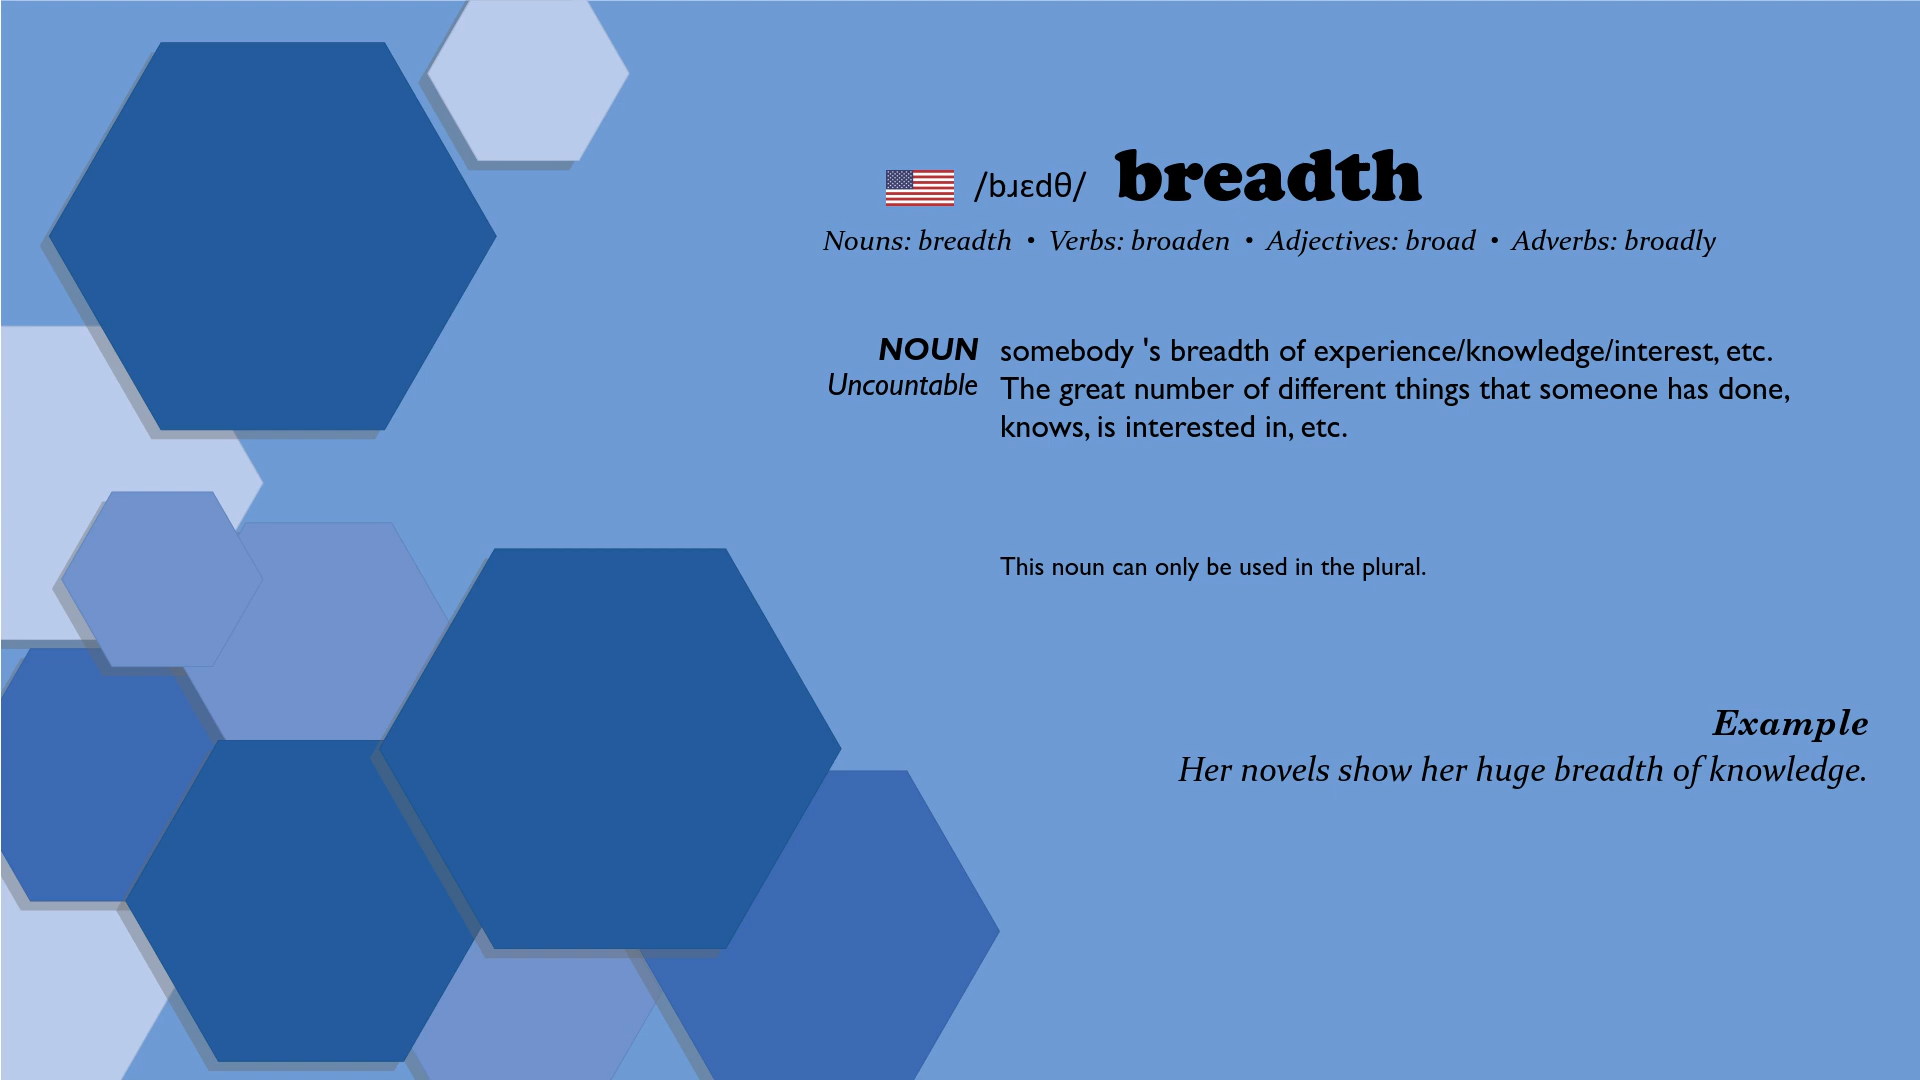 /bɹɛdθ/ breadth
Nouns: breadth • Verbs: broaden • Adjectives: broad • Adverbs: broadly
NOUN somebody 's breadth of experience/knowledge/interest, etc.
Uncountable The great number of different things that someone has done,
knows, is interested in, etc.
This noun can only be used in the plural.
Example
Her novels show her huge breadth of knowledge.